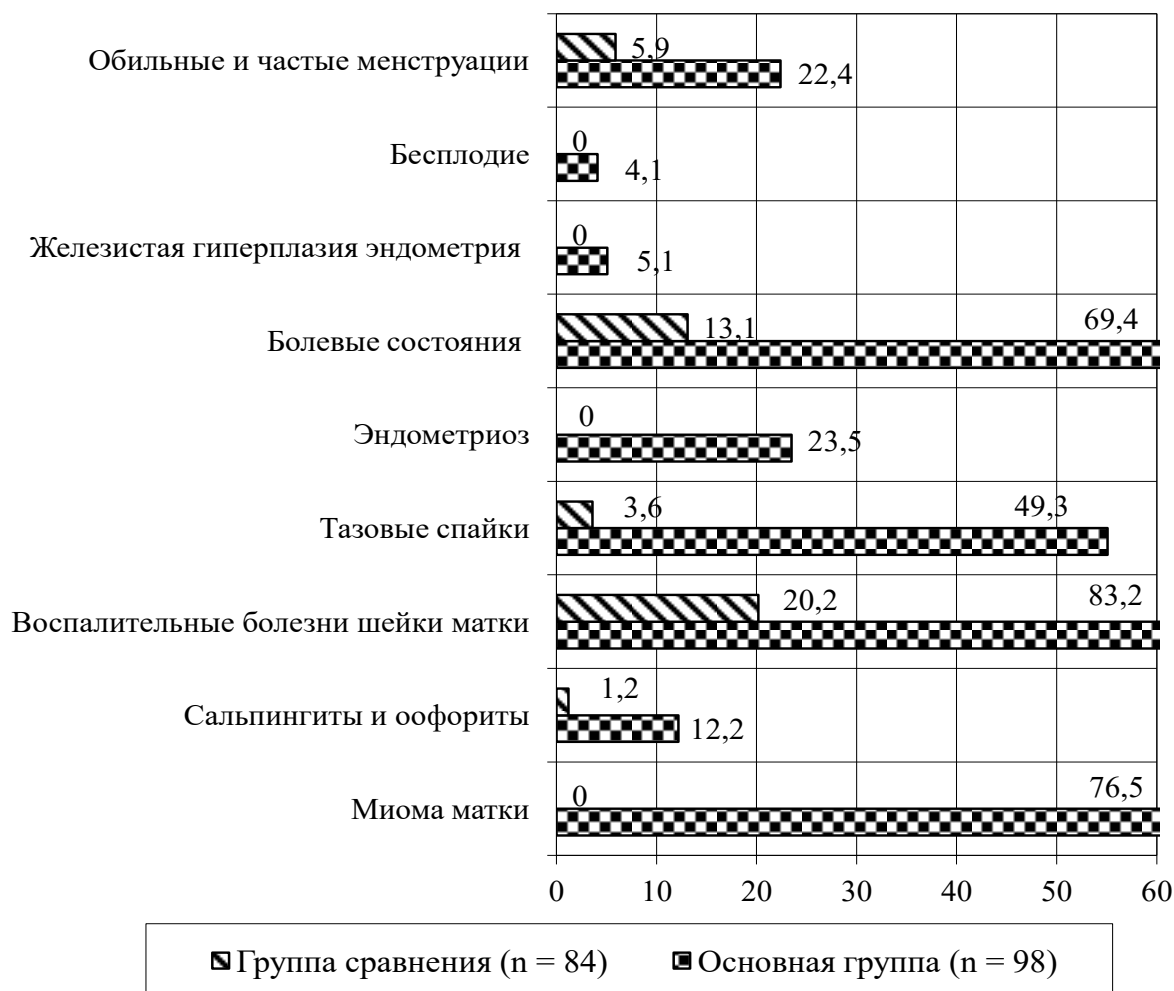 Обильные и частые менструации
5,9
22,4
Бесплодие
0
4,1
Железистая гиперплазия эндометрия
0
5,1
Болевые состояния
13,1
69,4
Эндометриоз
0
23,5
Тазовые спайки
3,6
49,3
Воспалительные болезни шейки матки
20,2
83,2
Сальпингиты и оофориты
1,2
12,2
Миома матки
0
76,5
0 10 20 30 40 50 60
Группа сравнения (n = 84) Основная группа (n = 98)